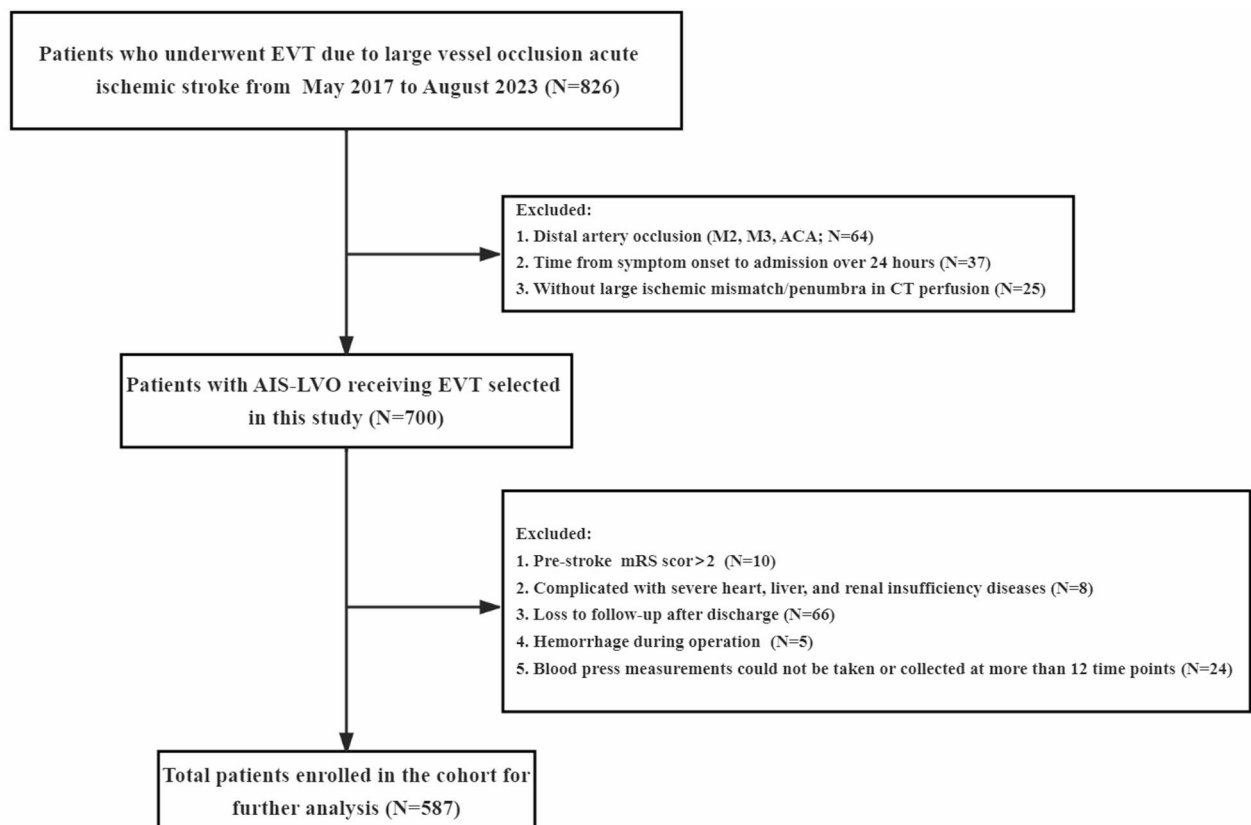 Patients who underwent EVT due to large vessel occlusion acute
ischemic stroke from May 2017 to August 2023 (N=826)
Excluded:
1. Distal artery occlusion (M2, M3, ACA; N=64)
2. Time from symptom onset to admission over 24 hours (N=37)
3. Without large ischemic mismatch/penumbra in CT perfusion (N=25)
Patients with AIS-LVO receiving EVT selected
in this study (N=700)
Excluded:
1. Pre-stroke mRS scor>2 (N=10)
2. Complicated with severe heart, liver, and renal insufficiency diseases (N=8)
3. Loss to follow-up after discharge (N=66)
4. Hemorrhage during operation (N=5)
5. Blood press measurements could not be taken or collected at more than 12 time points (N=24)
Total patients enrolled in the cohort for
further analysis (N=587)